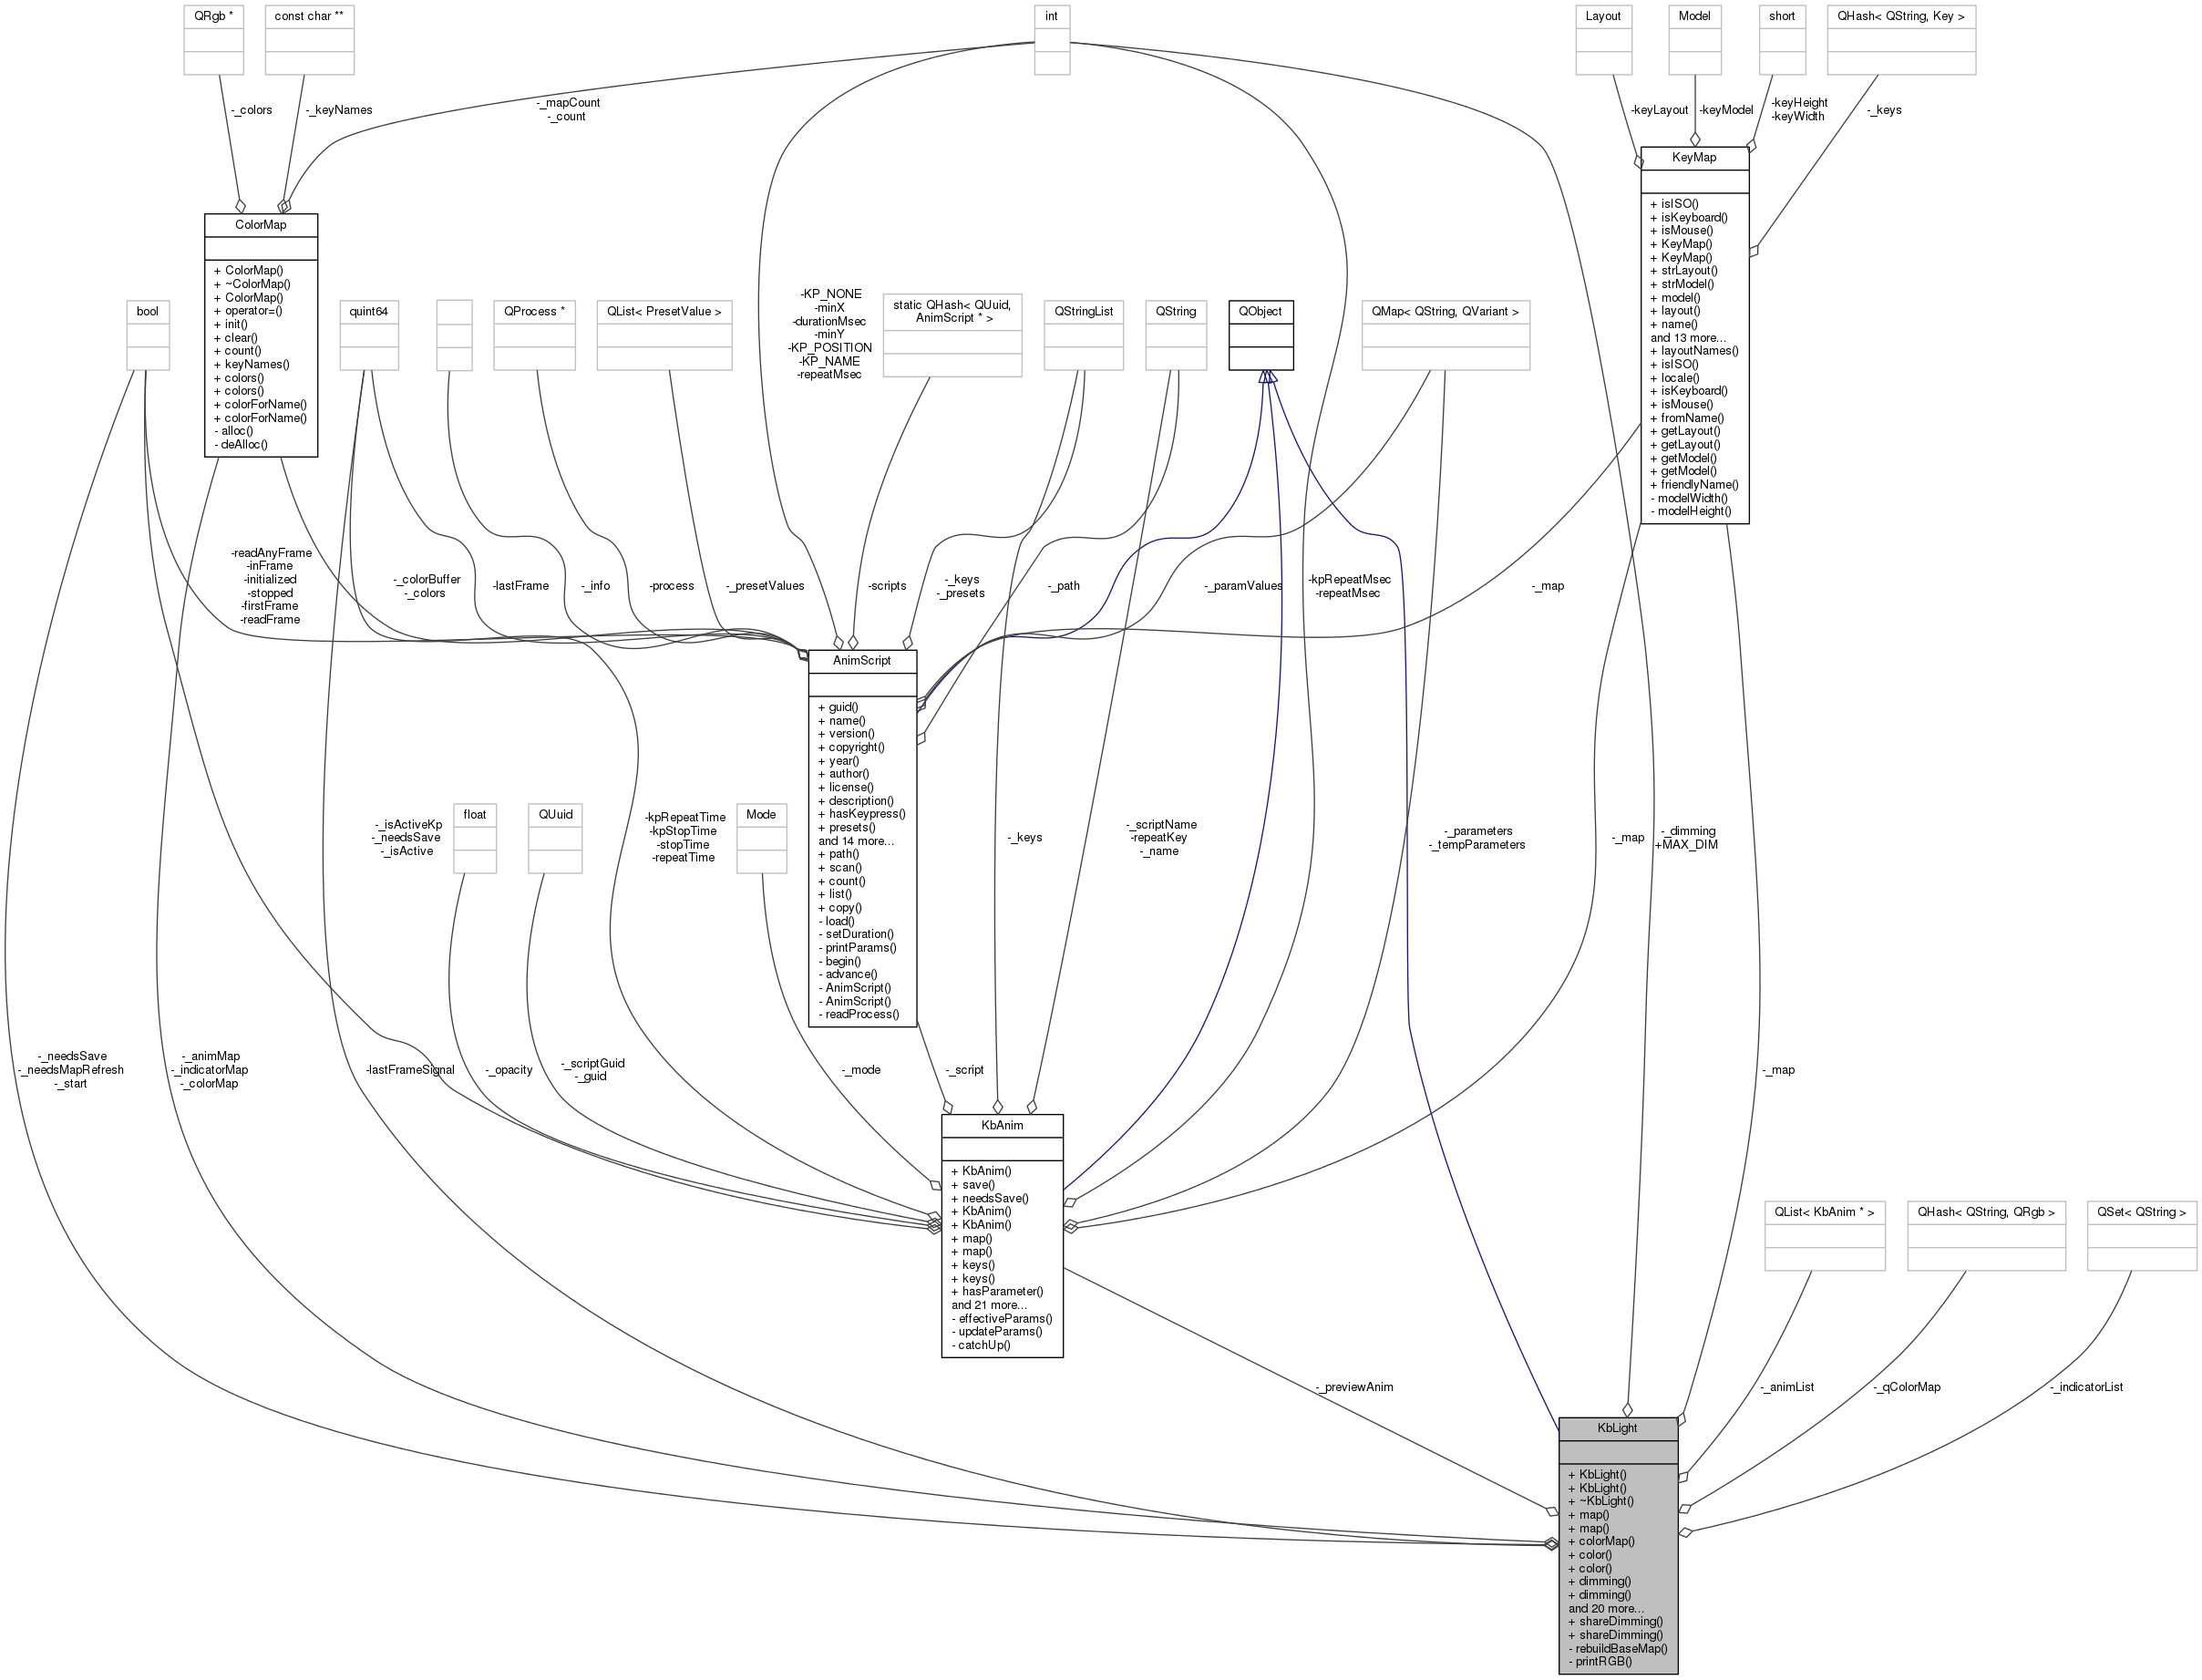 QRgb *
const char **
int
Layout
Model
short
QHash< QString, Key >
-_colors
-_keyNames
-_mapCount
-_count
-keyLayout
-keyModel
-keyHeight
-keyWidth
-_keys
KeyMap
+ isISO()
+ isKeyboard()
+ isMouse()
+ KeyMap()
+ KeyMap()
+ strLayout()
+ strModel()
+ model()
+ layout()
+ name()
and 13 more...
+ layoutNames()
+ isISO()
+ locale()
+ isKeyboard()
+ isMouse()
+ fromName()
+ getLayout()
+ getLayout()
+ getModel()
+ getModel()
+ friendlyName()
- modelWidth()
- modelHeight()
ColorMap
+ ColorMap()
+ ~ColorMap()
+ ColorMap()
+ operator=()
+ init()
+ clear()
+ count()
+ keyNames()
+ colors()
+ colors()
+ colorForName()
+ colorForName()
- alloc()
- deAlloc()
bool
quint64
QProcess *
QList< PresetValue >
-KP_NONE
-minX
-durationMsec
-minY
-KP_POSITION
-KP_NAME
-repeatMsec
static QHash< QUuid,
AnimScript * >
QStringList
QString
QObject
QMap< QString, QVariant >
-readAnyFrame
-inFrame
-initialized
-stopped
-firstFrame
-readFrame
-_colorBuffer
-_colors
-lastFrame
-_info
-process
-_presetValues
-scripts
-_keys
-_presets
-_path
-_paramValues
-kpRepeatMsec
-repeatMsec
-_map
AnimScript
+ guid()
+ name()
+ version()
+ copyright()
+ year()
+ author()
+ license()
+ description()
+ hasKeypress()
+ presets()
and 14 more...
+ path()
+ scan()
+ count()
+ list()
+ copy()
- load()
- setDuration()
- printParams()
- begin()
- advance()
- AnimScript()
- AnimScript()
- readProcess()
-_isActiveKp
-_needsSave
-_isActive
float
QUuid
-kpRepeatTime
-kpStopTime
-stopTime
-repeatTime
Mode
-_keys
-_scriptName
-repeatKey
-_name
-_parameters
-_tempParameters
-_map
-_dimming
+MAX_DIM
-_needsSave
-_needsMapRefresh
-_start
-_animMap
-_indicatorMap
-_colorMap
-lastFrameSignal
-_opacity
-_scriptGuid
-_guid
-_mode
-_script
-_map
KbAnim
+ KbAnim()
+ save()
+ needsSave()
+ KbAnim()
+ KbAnim()
+ map()
+ map()
+ keys()
+ keys()
+ hasParameter()
and 21 more...
- effectiveParams()
- updateParams()
- catchUp()
QList< KbAnim * >
QHash< QString, QRgb >
QSet< QString >
-_previewAnim
-_animList
-_qColorMap
-_indicatorList
KbLight
+ KbLight()
+ KbLight()
+ ~KbLight()
+ map()
+ map()
+ colorMap()
+ color()
+ color()
+ dimming()
+ dimming()
and 20 more...
+ shareDimming()
+ shareDimming()
- rebuildBaseMap()
- printRGB()